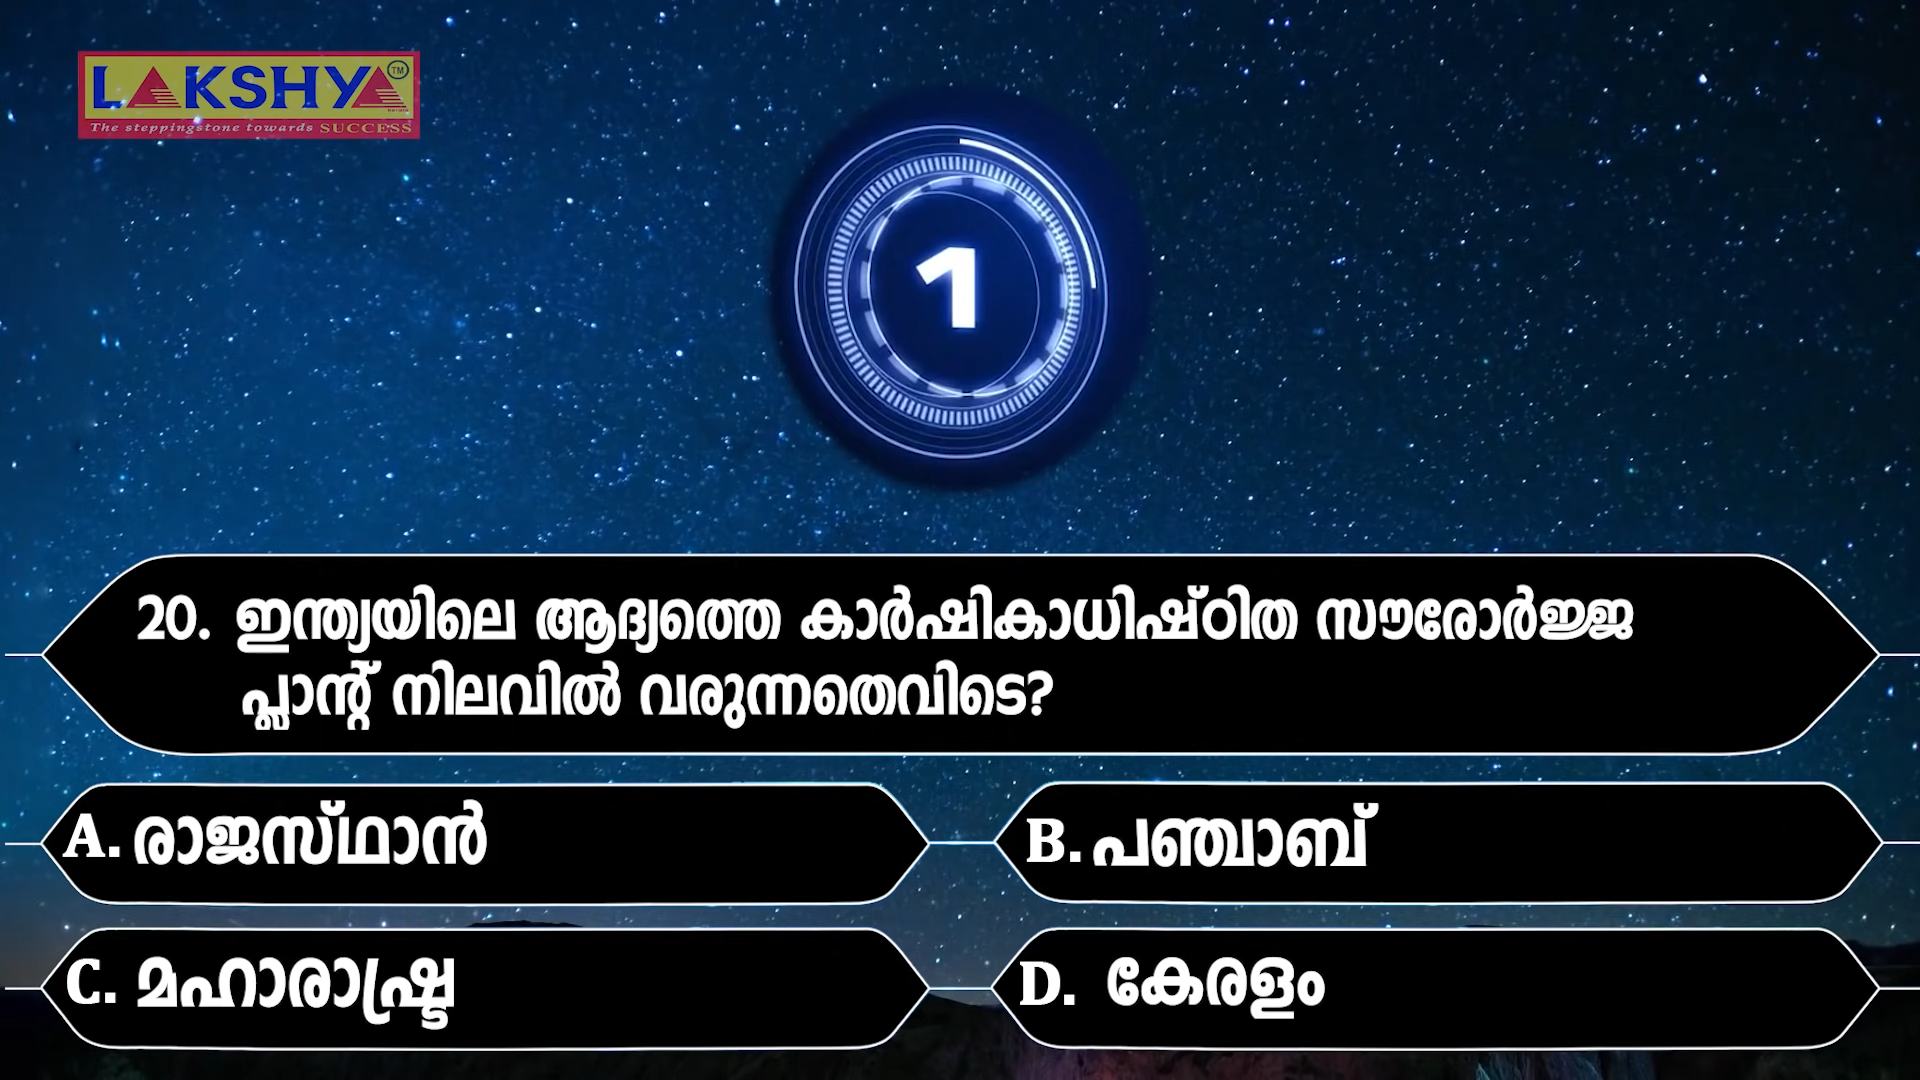 LAKSHYA TM
The steppingstone towards SUCCESS
1
20. ഇന്ത്യയിലെ ആദ്യത്തെ കാർഷികാധിഷ്ഠിത സൗരോർജ്ജ
പ്ലാന്റ് നിലവിൽ വരുന്നതെവിടെ?
A. രാജസ്ഥാൻ
B. പഞ്ചാബ്
C. മഹാരാഷ്ട്ര
D. കേരളം